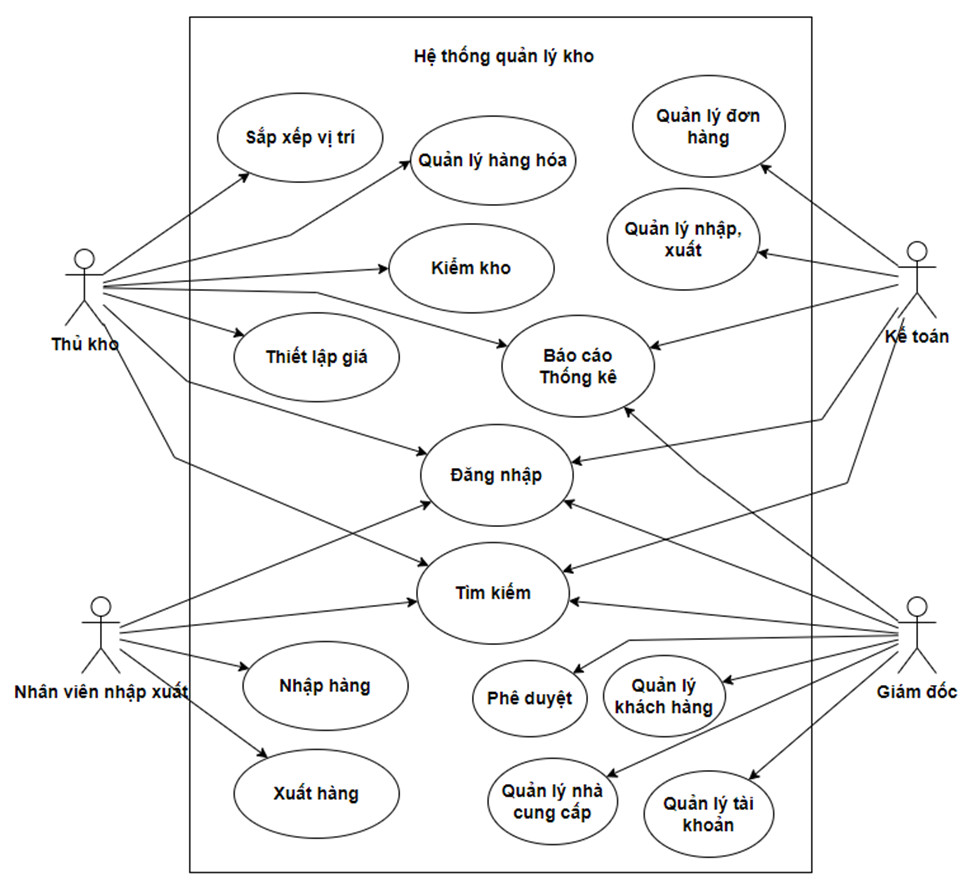 Hệ thống quản lý kho
Sắp xếp vị trí
Quản lý hàng hóa
Quản lý đơn
hàng
Quản lý nhập,
xuất
Kiểm kho
Thủ kho
Kế toán
Thiết lập giá
Báo cáo
Thống kê
Đăng nhập
Tìm kiếm
Nhân viên nhập xuất
Nhập hàng
Phê duyệt
Quản lý
khách hàng
Giám đốc
Xuất hàng
Quản lý nhà
cung cấp
Quản lý tài
khoản